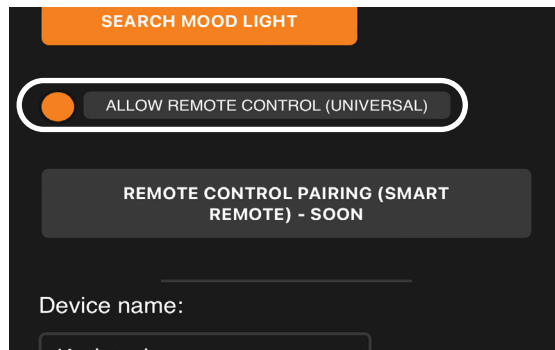 SEARCH MOOD LIGHT
ALLOW REMOTE CONTROL (UNIVERSAL)
REMOTE CONTROL PAIRING (SMART
REMOTE) - SOON
Device name: